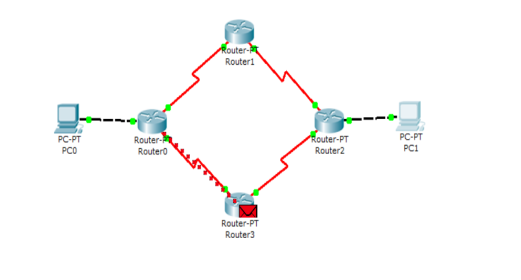 Router-PT
Router1
PC-PT
PC0
Router-PT
Router0
Router-PT
Router2
PC-PT
PC1
Router-PT
Router3